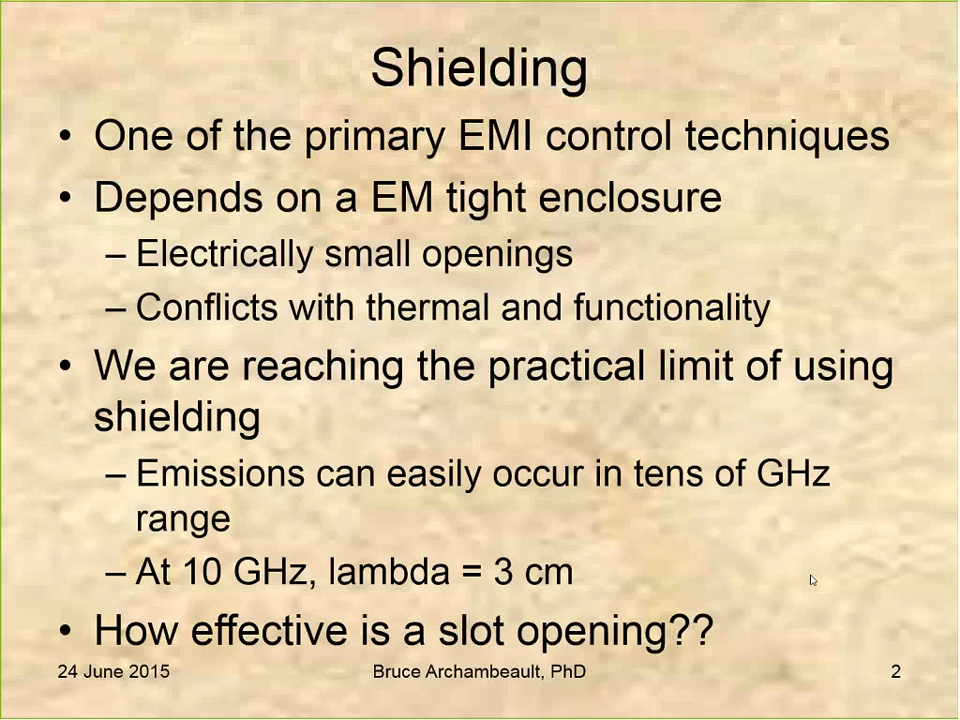 Shielding
• One of the primary EMI control techniques
• Depends on a EM tight enclosure
– Electrically small openings
– Conflicts with thermal and functionality
• We are reaching the practical limit of using
shielding
– Emissions can easily occur in tens of GHz
range
– At 10 GHz, lambda = 3 cm
• How effective is a slot opening??
24 June 2015 Bruce Archambeault, PhD 2